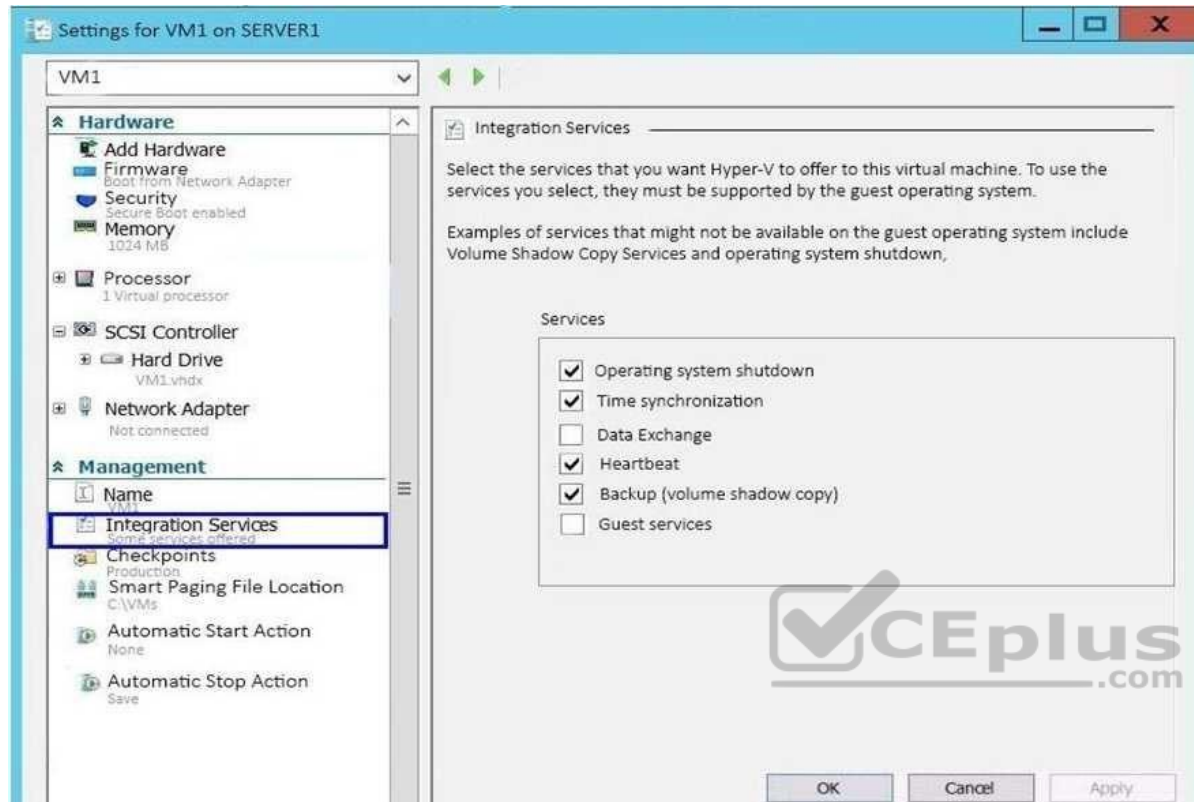 Settings for VM1 on SERVER1
VM1
Hardware
Add Hardware
Firmware
Boot from Network Adapter
Security
Secure Boot enabled
Memory
1024 MB
Processor
1 Virtual processor
SCSI Controller
Hard Drive
VM1.vhdx
Network Adapter
Not connected
Management
Name
VM1
Integration Services
Some services offered
Checkpoints
Production
Smart Paging File Location
C:\VMs
Automatic Start Action
None
Automatic Stop Action
Save
Integration Services
Select the services that you want Hyper-V to offer to this virtual machine. To use the
services you select, they must be supported by the guest operating system.
Examples of services that might not be available on the guest operating system include
Volume Shadow Copy Services and operating system shutdown,
Services
Operating system shutdown
Time synchronization
Data Exchange
Heartbeat
Backup (volume shadow copy)
Guest services
CEplus
.com
OK
Cancel
Apply